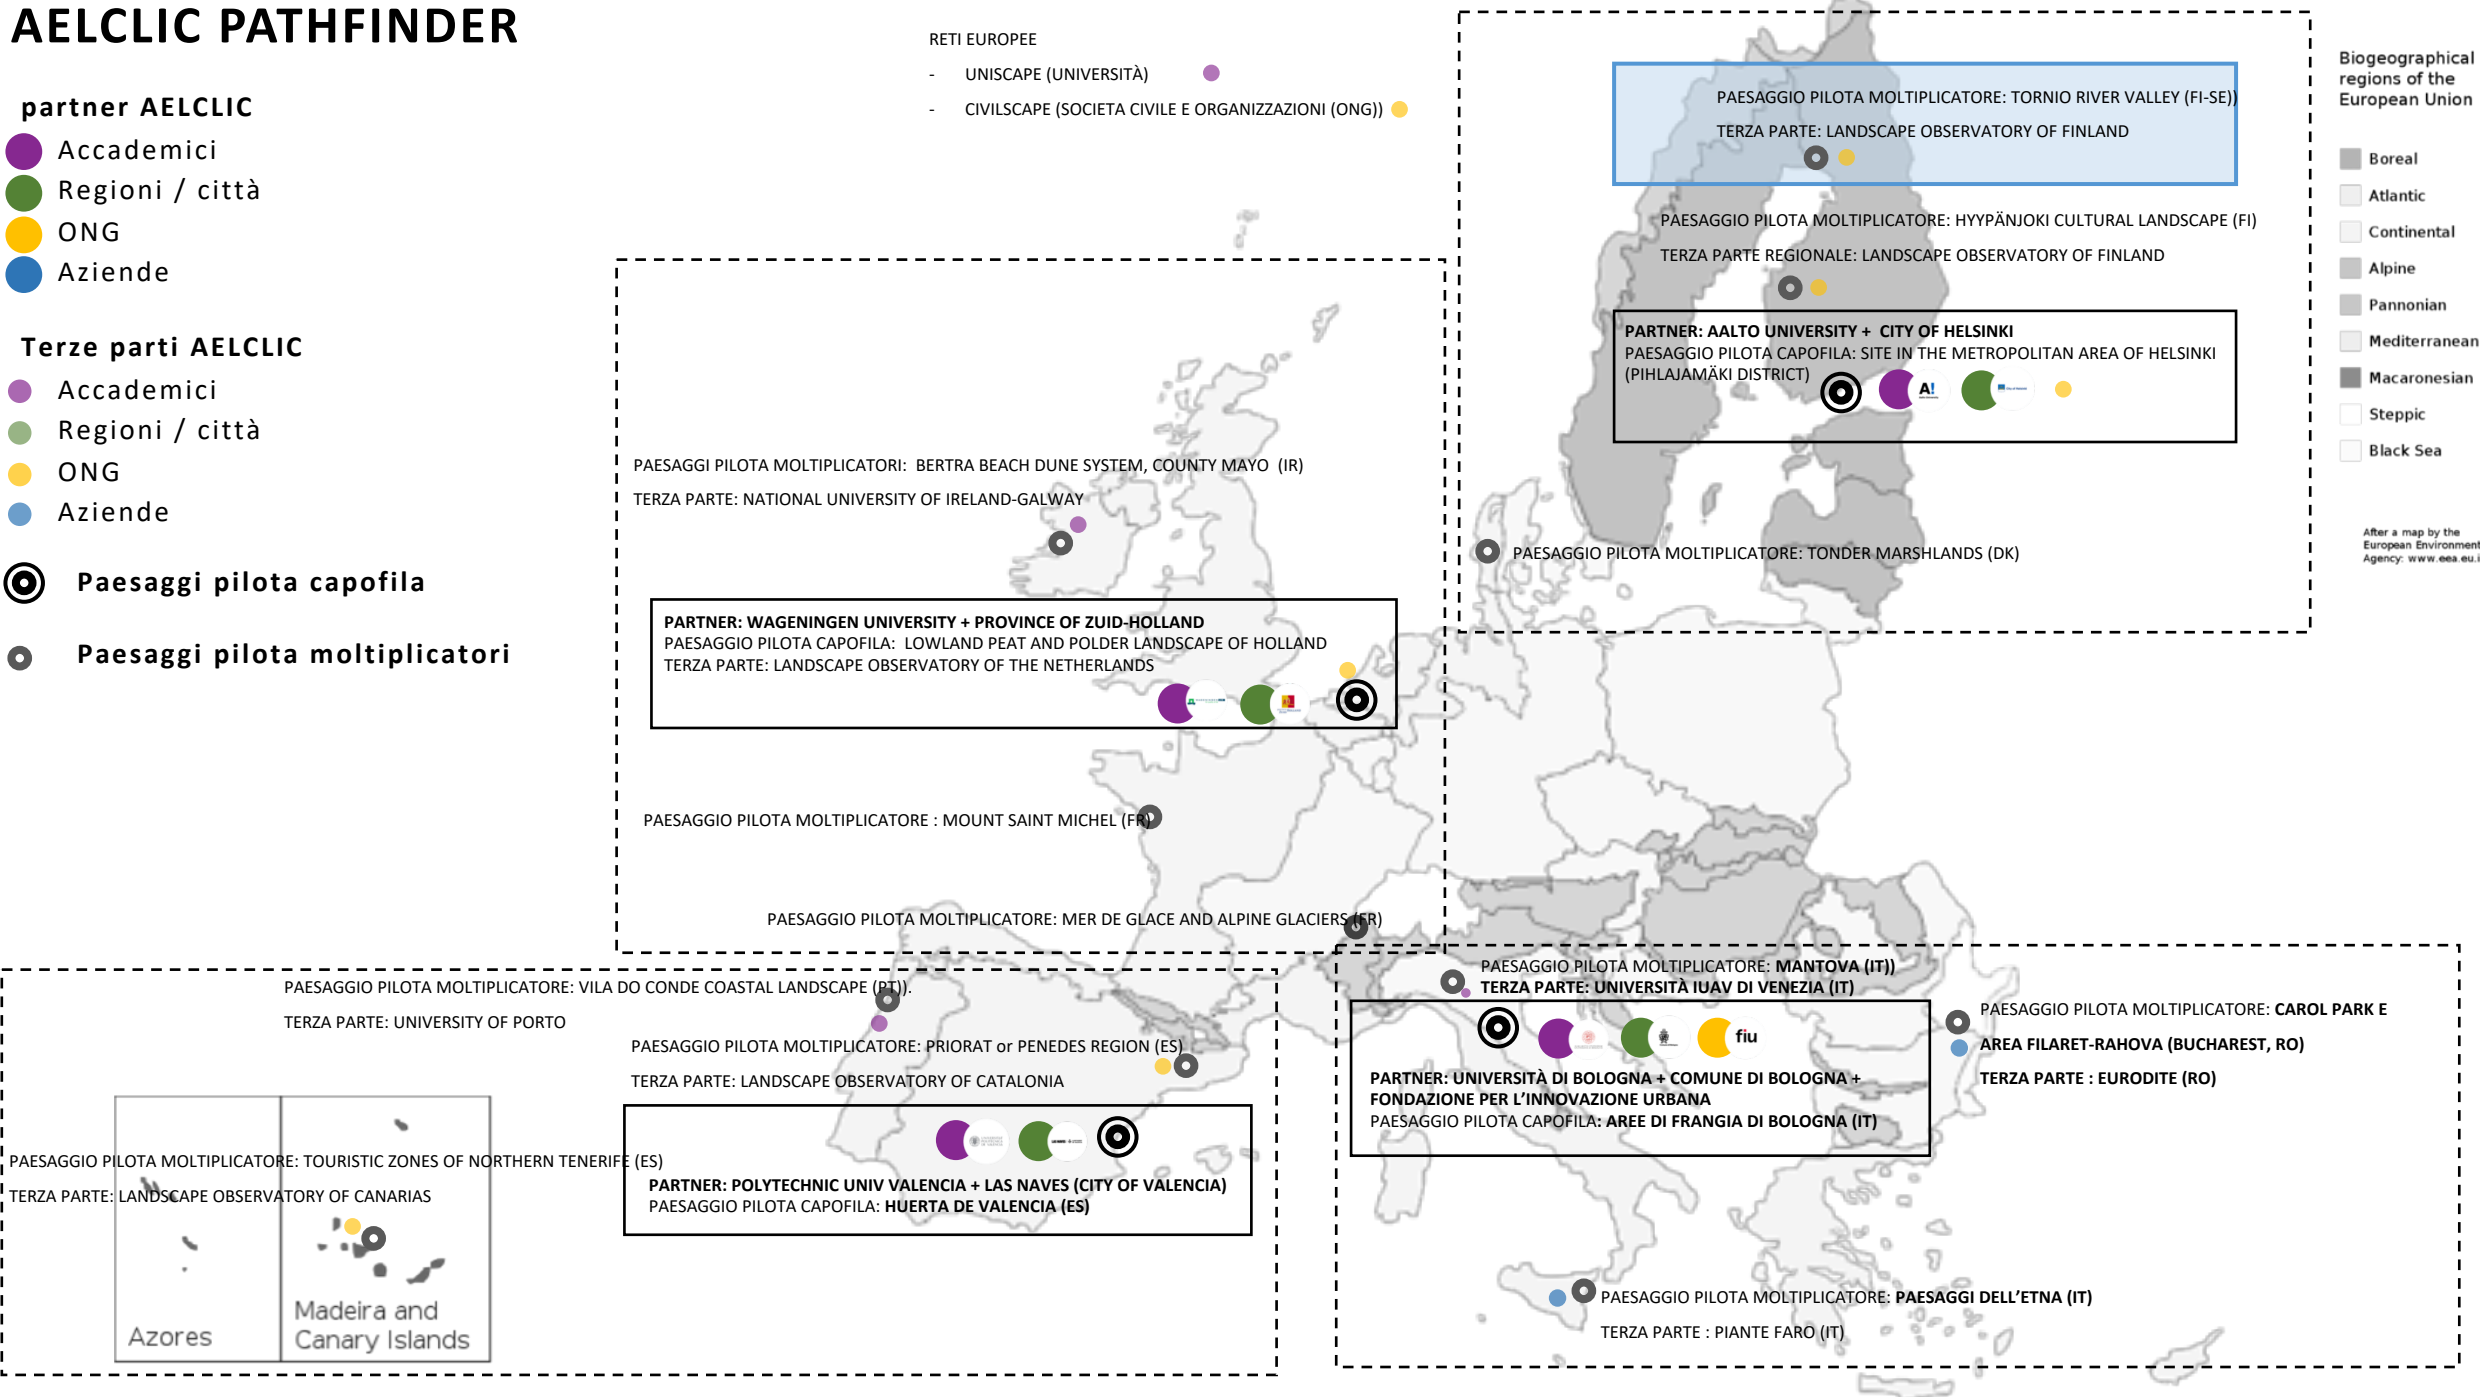 AELCLIC PATHFINDER
partner AELCLIC
Accademici
Regioni / città
ONG
Aziende
Terze parti AELCLIC
Accademici
Regioni / città
ONG
Aziende
Paesaggi pilota capofila
Paesaggi pilota moltiplicatori
RETI EUROPEE
- UNISCAPE (UNIVERSITÀ)
- CIVILSCAPE (SOCIETA CIVILE E ORGANIZZAZIONI (ONG))
PAESAGGIO PILOTA MOLTIPLICATORE: TORNIO RIVER VALLEY (FI-SE))
TERZA PARTE: LANDSCAPE OBSERVATORY OF FINLAND
PAESAGGIO PILOTA MOLTIPLICATORE: HYYPÄNJOKI CULTURAL LANDSCAPE (FI)
TERZA PARTE REGIONALE: LANDSCAPE OBSERVATORY OF FINLAND
PARTNER: AALTO UNIVERSITY + CITY OF HELSINKI
PAESAGGIO PILOTA CAPOFILA: SITE IN THE METROPOLITAN AREA OF HELSINKI
(PIHLAJAMÄKI DISTRICT)
A!
PAESAGGIO PILOTA MOLTIPLICATORE: TONDER MARSHLANDS (DK)
Biogeographical
regions of the
European Union
Boreal
Atlantic
Continental
Alpine
Pannonian
Mediterranean
Macaronesian
Steppic
Black Sea
After a map by the
European Environment
Agency: www.eea.eu.i
PAESAGGI PILOTA MOLTIPLICATORI: BERTRA BEACH DUNE SYSTEM, COUNTY MAYO (IR)
TERZA PARTE: NATIONAL UNIVERSITY OF IRELAND-GALWAY
PARTNER: WAGENINGEN UNIVERSITY + PROVINCE OF ZUID-HOLLAND
PAESAGGIO PILOTA CAPOFILA: LOWLAND PEAT AND POLDER LANDSCAPE OF HOLLAND
TERZA PARTE: LANDSCAPE OBSERVATORY OF THE NETHERLANDS
PAESAGGIO PILOTA MOLTIPLICATORE : MOUNT SAINT MICHEL (FR)
PAESAGGIO PILOTA MOLTIPLICATORE: MER DE GLACE AND ALPINE GLACIERS (FR)
PAESAGGIO PILOTA MOLTIPLICATORE: VILA DO CONDE COASTAL LANDSCAPE (PT)).
TERZA PARTE: UNIVERSITY OF PORTO
PAESAGGIO PILOTA MOLTIPLICATORE: PRIORAT or PENEDES REGION (ES)
TERZA PARTE: LANDSCAPE OBSERVATORY OF CATALONIA
PARTNER: POLYTECHNIC UNIV VALENCIA + LAS NAVES (CITY OF VALENCIA)
PAESAGGIO PILOTA CAPOFILA: HUERTA DE VALENCIA (ES)
PAESAGGIO PILOTA MOLTIPLICATORE: TOURISTIC ZONES OF NORTHERN TENERIFE (ES)
TERZA PARTE: LANDSCAPE OBSERVATORY OF CANARIAS
Azores
Madeira and
Canary Islands
PAESAGGIO PILOTA MOLTIPLICATORE: MANTOVA (IT))
TERZA PARTE: UNIVERSITÀ IUAV DI VENEZIA (IT)
fiu
PARTNER: UNIVERSITÀ DI BOLOGNA + COMUNE DI BOLOGNA +
FONDAZIONE PER L'INNOVAZIONE URBANA
PAESAGGIO PILOTA CAPOFILA: AREE DI FRANGIA DI BOLOGNA (IT)
PAESAGGIO PILOTA MOLTIPLICATORE: CAROL PARK E
AREA FILARET-RAHOVA (BUCHAREST, RO)
TERZA PARTE : EURODITE (RO)
PAESAGGIO PILOTA MOLTIPLICATORE: PAESAGGI DELL'ETNA (IT)
TERZA PARTE : PIANTE FARO (IT)